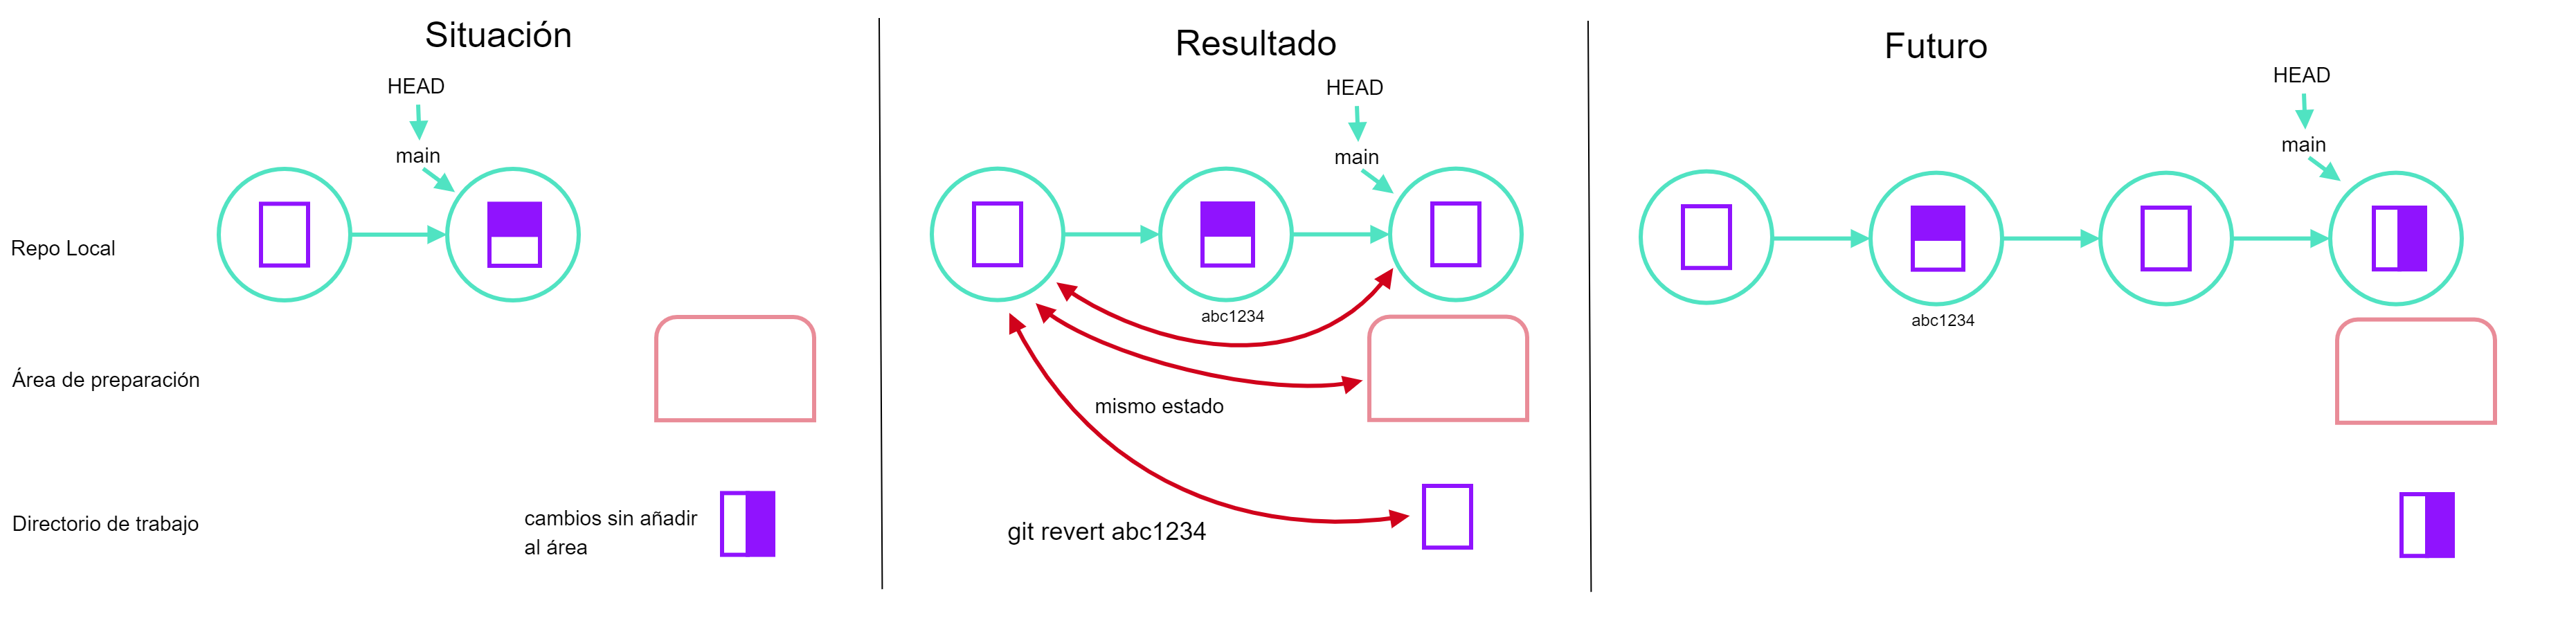 Situación
HEAD
main
Repo Local
Área de preparación
Directorio de trabajo
cambios sin añadir
al área
Resultado
HEAD
main
abc1234
mismo estado
git revert abc1234
Futuro
HEAD
main
abc1234